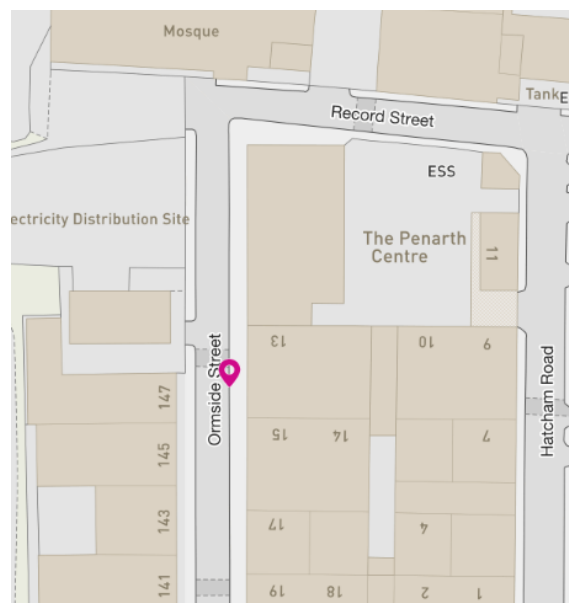 Mosque
Tank
E
Record Street
ESS
ectricity Distribution Site
The Penarth
Centre
11
13
10
6
Ormside Street
Hatcham Road
147
15
14
7
145
17
4
143
19
18
2
1
141